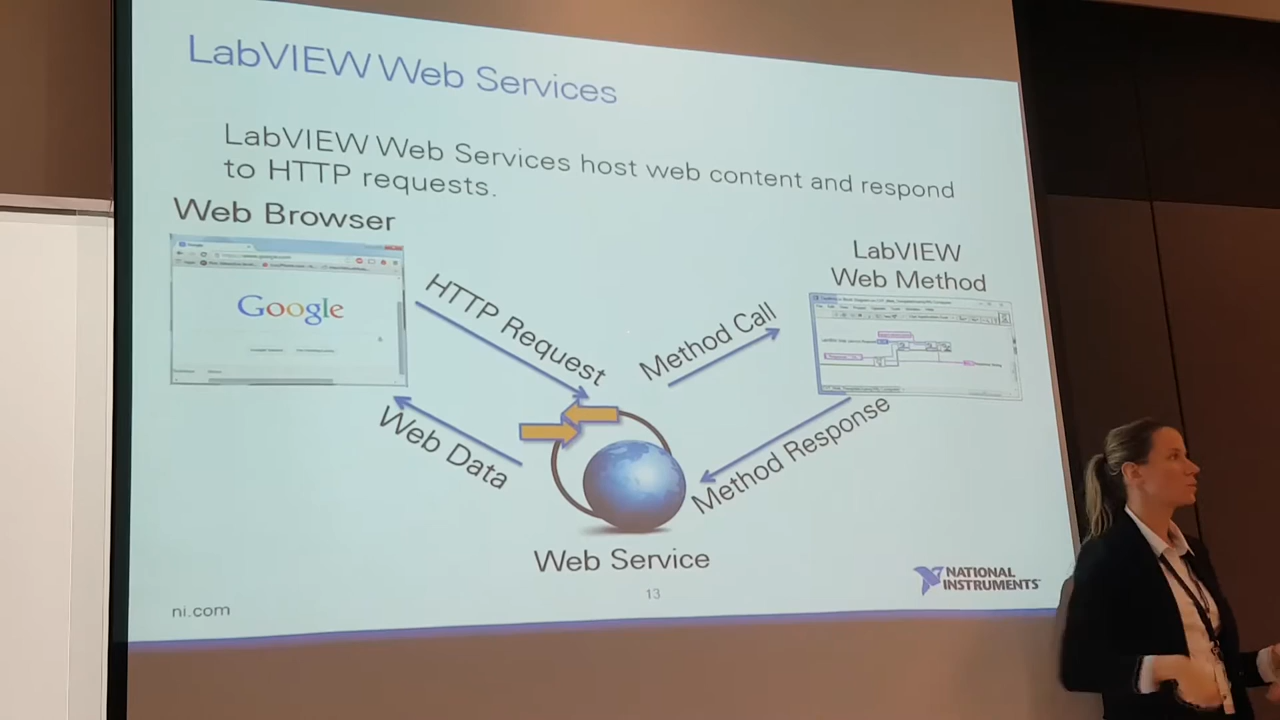 LabVIEW Web Services
LabVIEW Web Services host web content and respond
to HTTP requests.
Web Browser
Google
HTTP Request
Web Data
Method Call
Method Response
LabVIEW
Web Method
Web Service
ni.com
13
NATIONAL
INSTRUMENTS